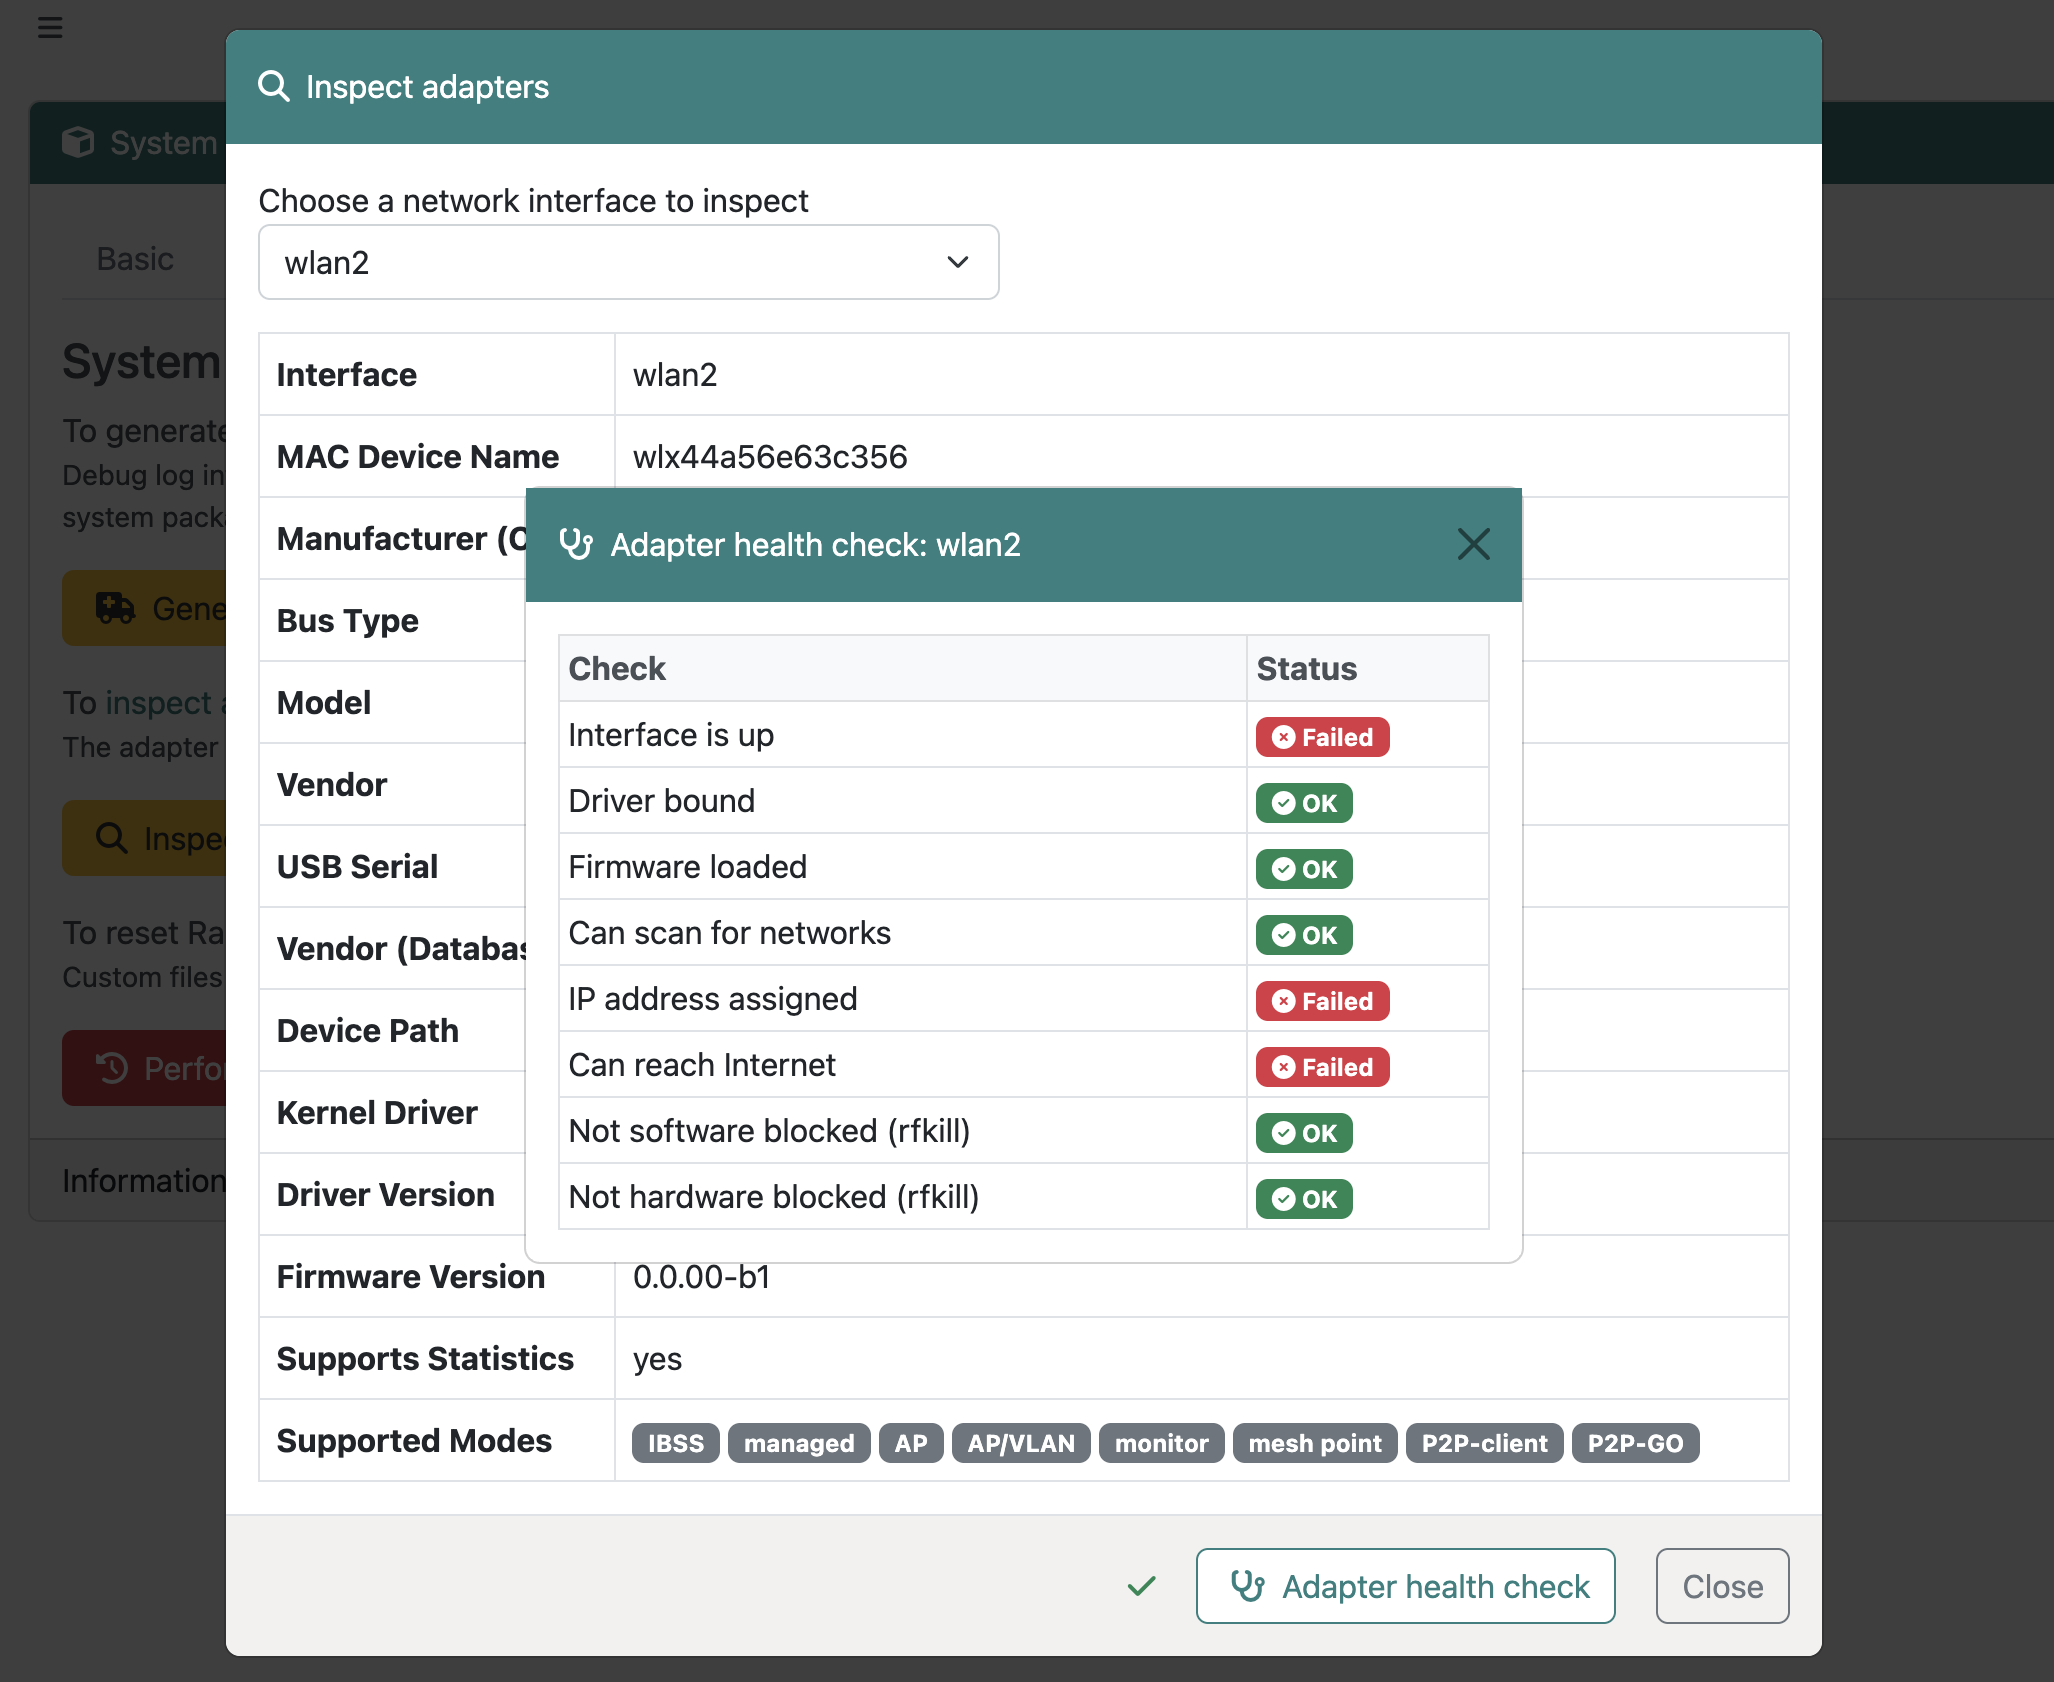 Inspect adapters
System
Choose a network interface to inspect
wlan2
Basic
System
To generate
Debug log in
system pack
Gene
To inspect a
The adapter
Inspe
To reset Ra
Custom files
Perfo
Information
Interface wlan2
MAC Device Name wlx44a56e63c356
Manufacturer (O
Bus Type
Model
Vendor
USB Serial
Vendor (Databas
Device Path
Kernel Driver
Driver Version
Firmware Version 0.0.00-b1
Supports Statistics yes
Supported Modes IBSS managed AP AP/VLAN monitor mesh point P2P-client P2P-GO
Adapter health check: wlan2
Check Status
Interface is up Failed
Driver bound OK
Firmware loaded OK
Can scan for networks OK
IP address assigned Failed
Can reach Internet Failed
Not software blocked (rfkill) OK
Not hardware blocked (rfkill) OK
Adapter health check
Close